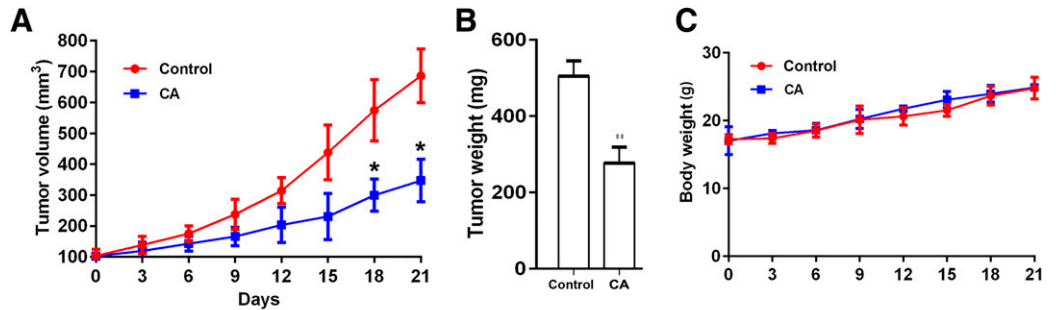 A
Tumor volume (mm³)
800
700
600
500
400
300
200
100
Control
CA
*
*
0 3 6 9 12 15 18 21
Days
B
Tumor weight (mg)
600
400
200
0
Control CA
C
Body weight (g)
30
20
10
0
Control
CA
0 3 6 9 12 15 18 21